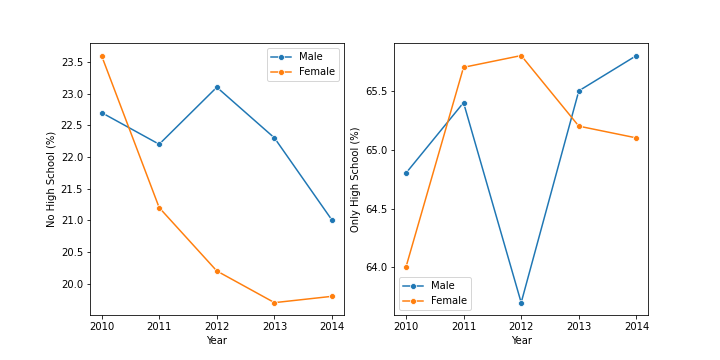 No High School (%)
23.5
23.0
22.5
22.0
21.5
21.0
20.5
20.0
2010 2011 2012 2013 2014
Year
Male
Female
Only High School (%)
65.5
65.0
64.5
64.0
2010 2011 2012 2013 2014
Year
Male
Female